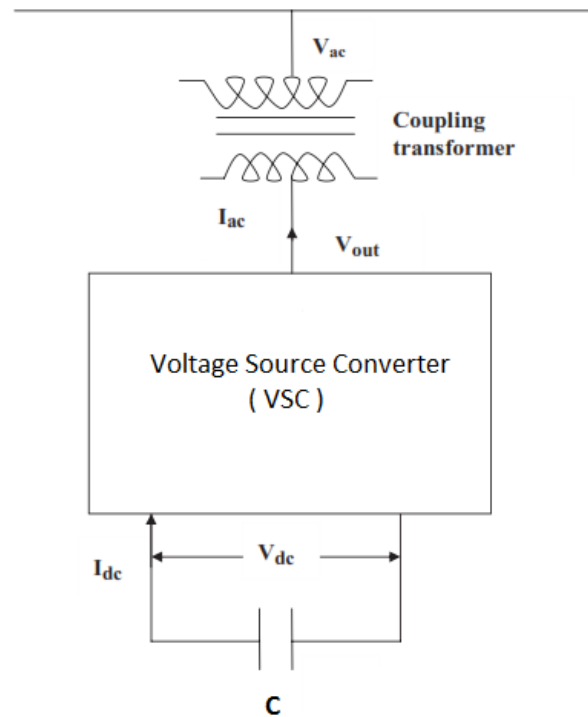 Vac
Coupling
transformer
Iac
Vout
Voltage Source Converter
( VSC )
Idc
Vdc
C